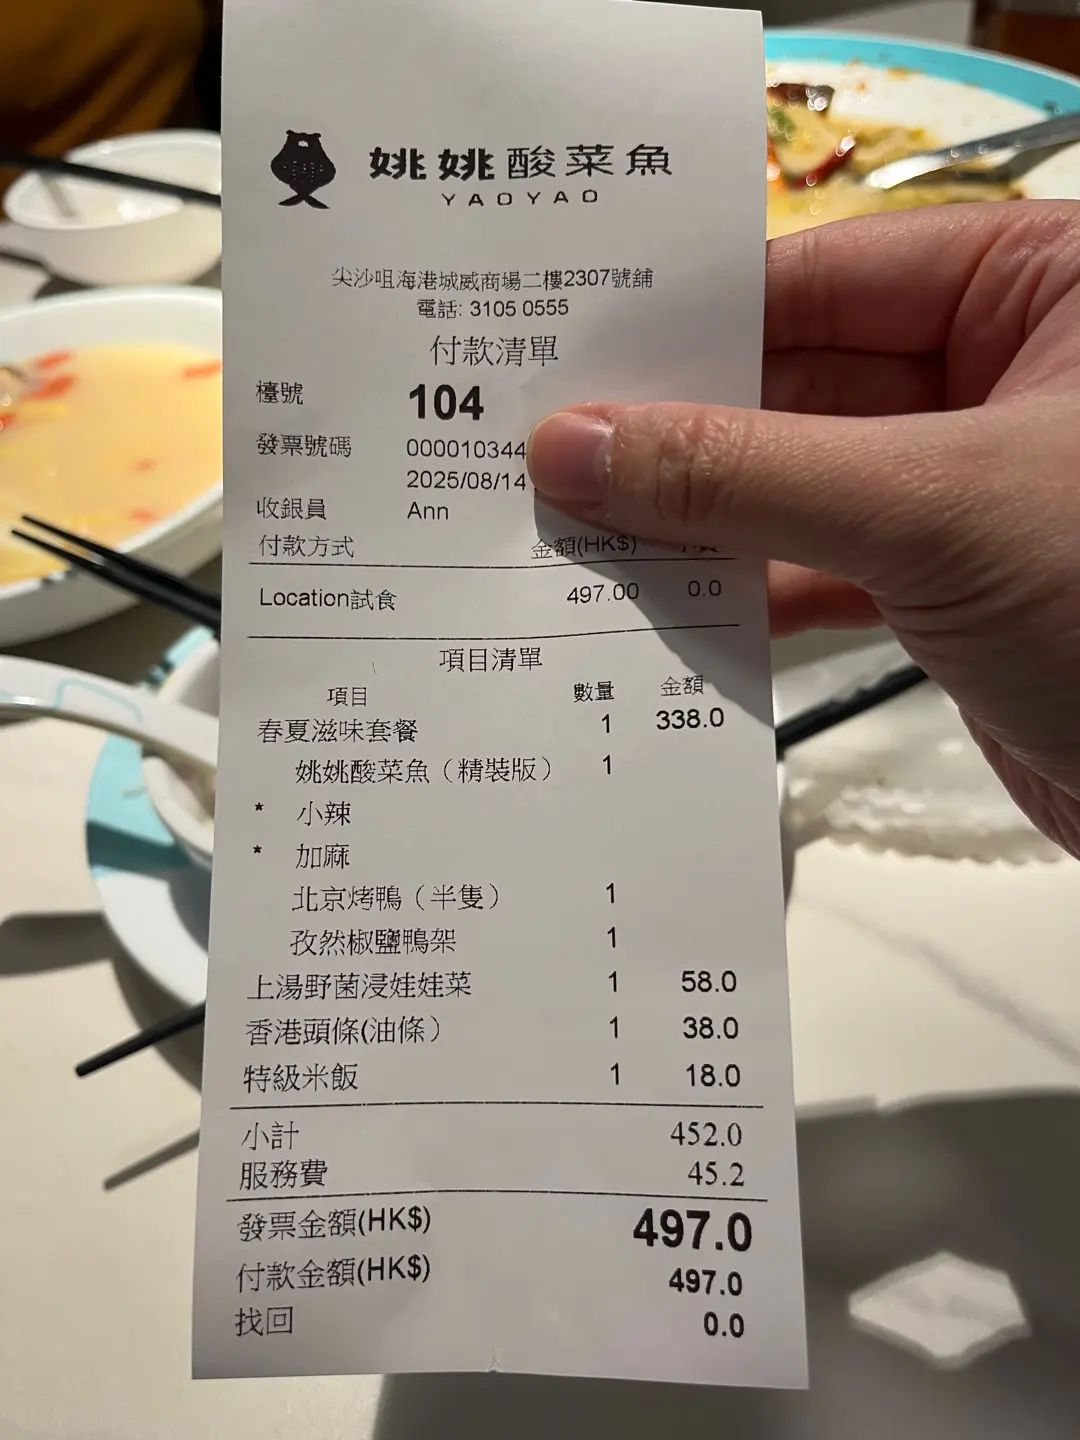 姚姚酸菜魚
YAOYAO
尖沙咀海港城威商場二樓2307號舖
電話: 3105 0555
付款清單
檯號 104
發票號碼 000010344
2025/08/14
收銀員 Ann
付款方式 金額(HK$)
Location試食 497.00 0.0
項目清單
項目 數量 金額
春夏滋味套餐 1 338.0
姚姚酸菜魚（精裝版） 1
* 小辣
* 加麻
北京烤鴨（半隻） 1
孜然椒鹽鴨架 1
上湯野菌浸娃娃菜 1 58.0
香港頭條(油條） 1 38.0
特級米飯 1 18.0
小計 452.0
服務費 45.2
發票金額(HK$) 497.0
付款金額(HK$) 497.0
找回 0.0